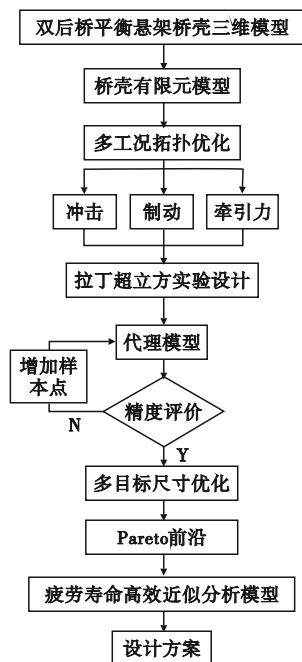 双后桥平衡悬架桥壳三维模型
桥壳有限元模型
多工况拓扑优化
冲击
制动
牵引力
拉丁超立方实验设计
代理模型
增加样
本点
精度评价
N
Y
多目标尺寸优化
Pareto前沿
疲劳寿命高效近似分析模型
设计方案